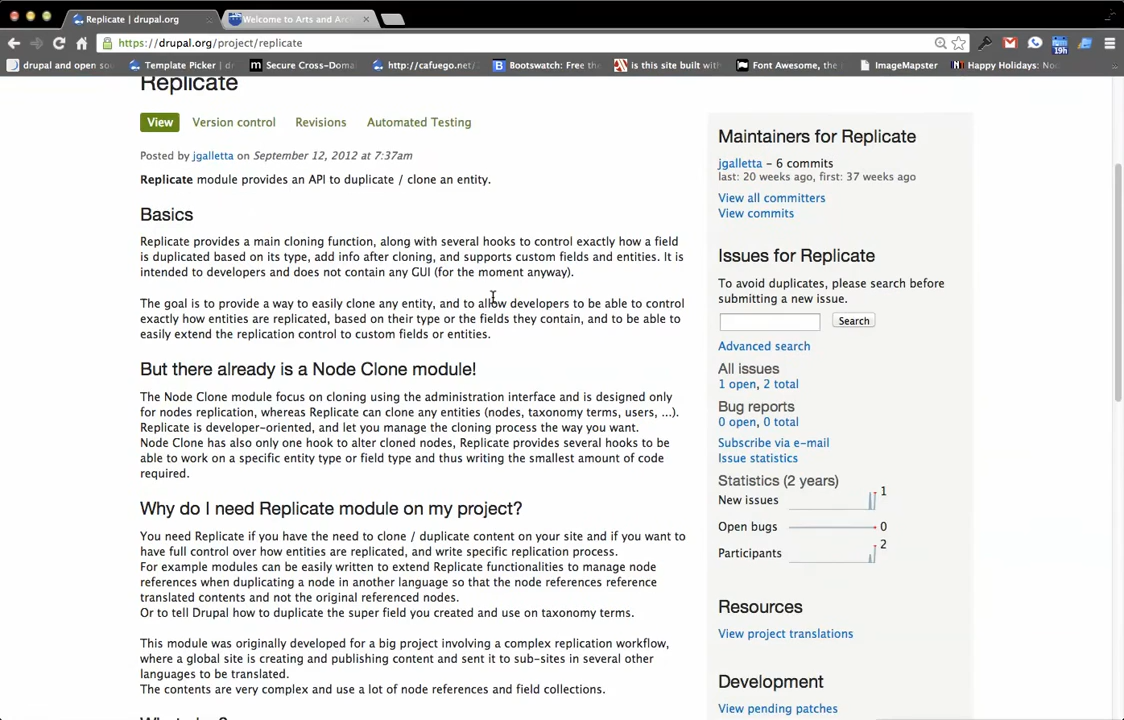 Replicate | drupal.org
Welcome to Arts and Arc
https://drupal.org/project/replicate
19h
drupal and open so
Template Picker | dr
Secure Cross-Doma
http://cafuego.net/
Bootswatch: Free th
is this site built with
Font Awesome, the
ImageMapster
Happy Holidays: No
Replicate
View
Version control
Revisions
Automated Testing
Posted by jgalletta on September 12, 2012 at 7:37am
Replicate module provides an API to duplicate / clone an entity.
Basics
Replicate provides a main cloning function, along with several hooks to control exactly how a field
is duplicated based on its type, add info after cloning, and supports custom fields and entities. It is
intended to developers and does not contain any GUI (for the moment anyway).
The goal is to provide a way to easily clone any entity, and to allow developers to be able to control
exactly how entities are replicated, based on their type or the fields they contain, and to be able to
easily extend the replication control to custom fields or entities.
But there already is a Node Clone module!
The Node Clone module focus on cloning using the administration interface and is designed only
for nodes replication, whereas Replicate can clone any entities (nodes, taxonomy terms, users, ...).
Replicate is developer-oriented, and let you manage the cloning process the way you want.
Node Clone has also only one hook to alter cloned nodes, Replicate provides several hooks to be
able to work on a specific entity type or field type and thus writing the smallest amount of code
required.
Why do I need Replicate module on my project?
You need Replicate if you have the need to clone / duplicate content on your site and if you want to
have full control over how entities are replicated, and write specific replication process.
For example modules can be easily written to extend Replicate functionalities to manage node
references when duplicating a node in another language so that the node references reference
translated contents and not the original referenced nodes.
Or to tell Drupal how to duplicate the super field you created and use on taxonomy terms.
This module was originally developed for a big project involving a complex replication workflow,
where a global site is creating and publishing content and sent it to sub-sites in several other
languages to be translated.
The contents are very complex and use a lot of node references and field collections.
Maintainers for Replicate
jgalletta – 6 commits
last: 20 weeks ago, first: 37 weeks ago
View all committers
View commits
Issues for Replicate
To avoid duplicates, please search before
submitting a new issue.
Search
Advanced search
All issues
1 open, 2 total
Bug reports
0 open, 0 total
Subscribe via e-mail
Issue statistics
Statistics (2 years)
New issues 1
Open bugs 0
Participants 2
Resources
View project translations
Development
View pending patches